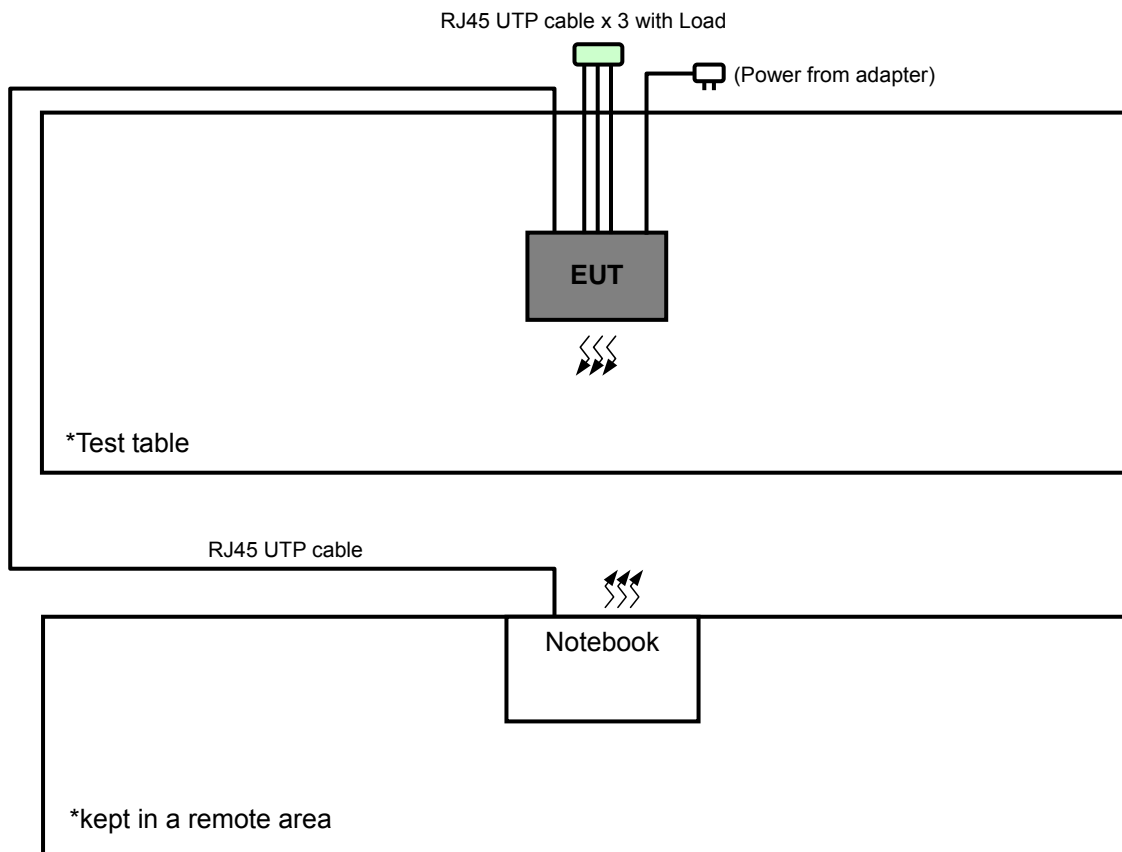 RJ45 UTP cable x 3 with Load
(Power from adapter)
EUT
*Test table
RJ45 UTP cable
Notebook
*kept in a remote area